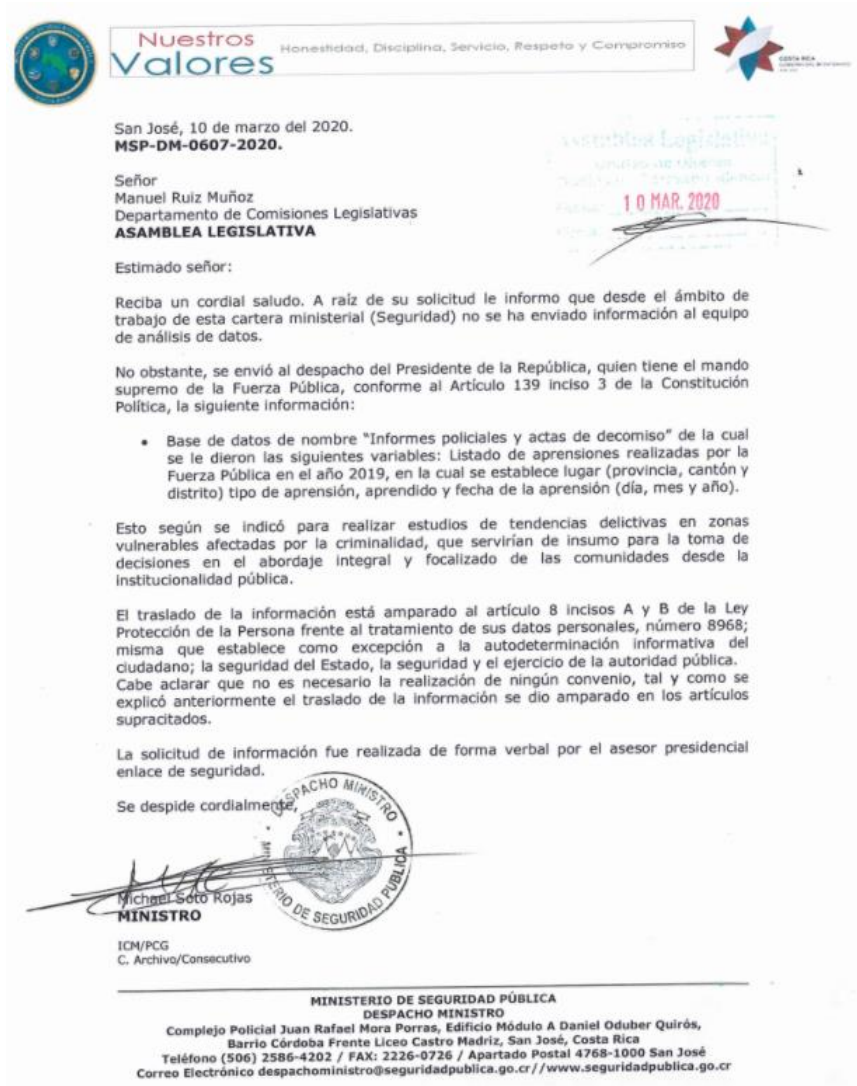 Nuestros
Valores
Honestidad, Disciplina, Servicio, Respeto y Compromiso
COSTA RICA
San José, 10 de marzo del 2020.
MSP-DM-0607-2020.
Asamblea Legislativa
10 MAR. 2020
Señor
Manuel Ruiz Muñoz
Departamento de Comisiones Legislativas
ASAMBLEA LEGISLATIVA
Estimado señor:
Reciba un cordial saludo. A raíz de su solicitud le informo que desde el ámbito de
trabajo de esta cartera ministerial (Seguridad) no se ha enviado información al equipo
de análisis de datos.
No obstante, se envió al despacho del Presidente de la República, quien tiene el mando
supremo de la Fuerza Pública, conforme al Artículo 139 inciso 3 de la Constitución
Política, la siguiente información:
• Base de datos de nombre “Informes policiales y actas de decomiso” de la cual
se le dieron las siguientes variables: Listado de aprensiones realizadas por la
Fuerza Pública en el año 2019, en la cual se establece lugar (provincia, cantón y
distrito) tipo de aprensión, aprendido y fecha de la aprensión (día, mes y año).
Esto según se indicó para realizar estudios de tendencias delictivas en zonas
vulnerables afectadas por la criminalidad, que servirían de insumo para la toma de
decisiones en el abordaje integral y focalizado de las comunidades desde la
institucionalidad pública.
El traslado de la información está amparado al artículo 8 incisos A y B de la Ley
Protección de la Persona frente al tratamiento de sus datos personales, número 8968;
misma que establece como excepción a la autodeterminación informativa del
ciudadano; la seguridad del Estado, la seguridad y el ejercicio de la autoridad pública.
Cabe aclarar que no es necesario la realización de ningún convenio, tal y como se
explicó anteriormente el traslado de la información se dio amparado en los artículos
supracitados.
La solicitud de información fue realizada de forma verbal por el asesor presidencial
enlace de seguridad.
Se despide cordialmente,
DESPACHO MINISTRO
MINISTERIO DE SEGURIDAD PÚBLICA
Michael Soto Rojas
MINISTRO
ICM/PCG
C. Archivo/Consecutivo
MINISTERIO DE SEGURIDAD PÚBLICA
DESPACHO MINISTRO
Complejo Policial Juan Rafael Mora Porras, Edificio Módulo A Daniel Oduber Quirós,
Barrio Córdoba Frente Liceo Castro Madriz, San José, Costa Rica
Teléfono (506) 2586-4202 / FAX: 2226-0726 / Apartado Postal 4768-1000 San José
Correo Electrónico despachoministro@seguridadpublica.go.cr//www.seguridadpublica.go.cr